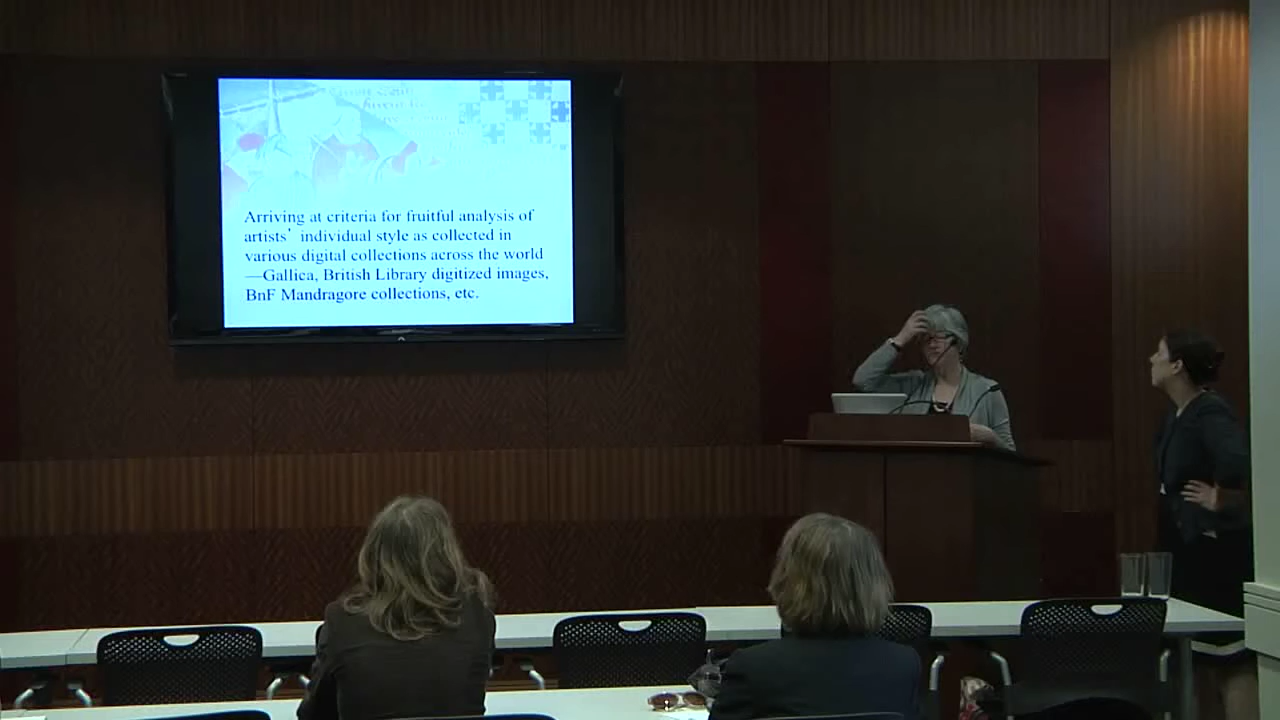 Arriving at criteria for fruitful analysis of
artists' individual style as collected in
various digital collections across the world
—Gallica, British Library digitized images,
BnF Mandragore collections, etc.